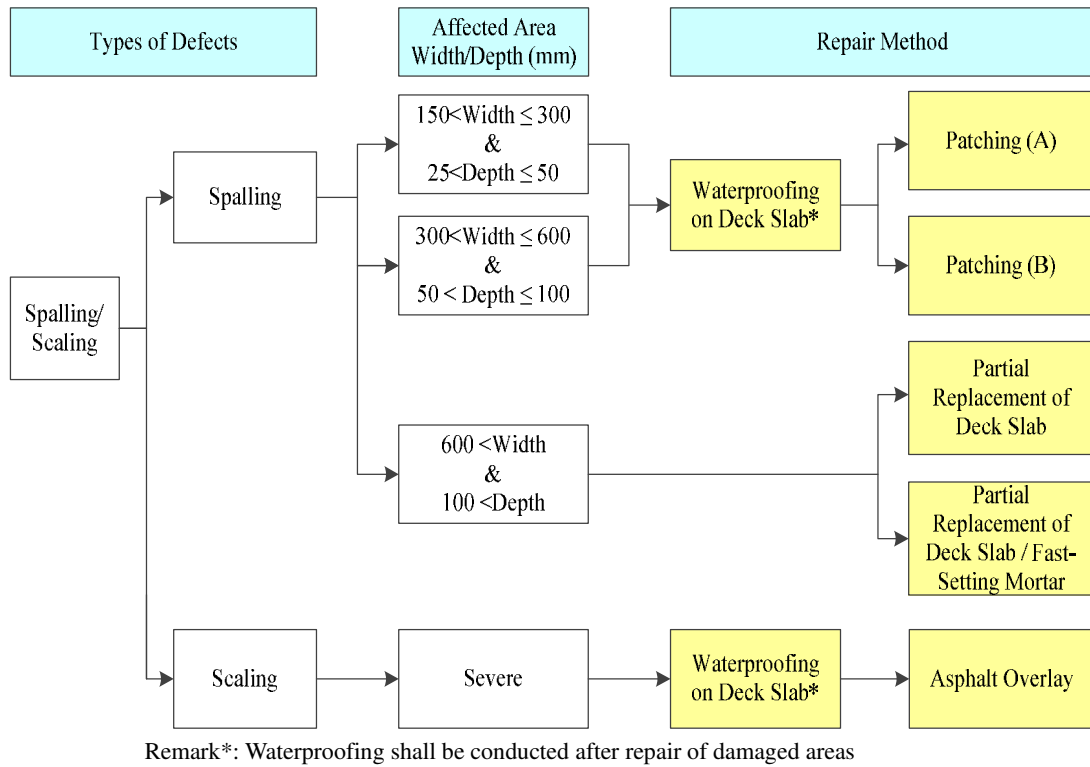 Types of Defects
Affected Area
Width/Depth (mm)
Repair Method
Spalling/
Scaling
Spalling
150<Width ≤ 300
&
25<Depth ≤ 50
300<Width ≤ 600
&
50 < Depth ≤ 100
Waterproofing
on Deck Slab*
Patching (A)
Patching (B)
600 <Width
&
100 <Depth
Partial
Replacement of
Deck Slab
Partial
Replacement of
Deck Slab / Fast-
Setting Mortar
Scaling
Severe
Waterproofing
on Deck Slab*
Asphalt Overlay
Remark*: Waterproofing shall be conducted after repair of damaged areas